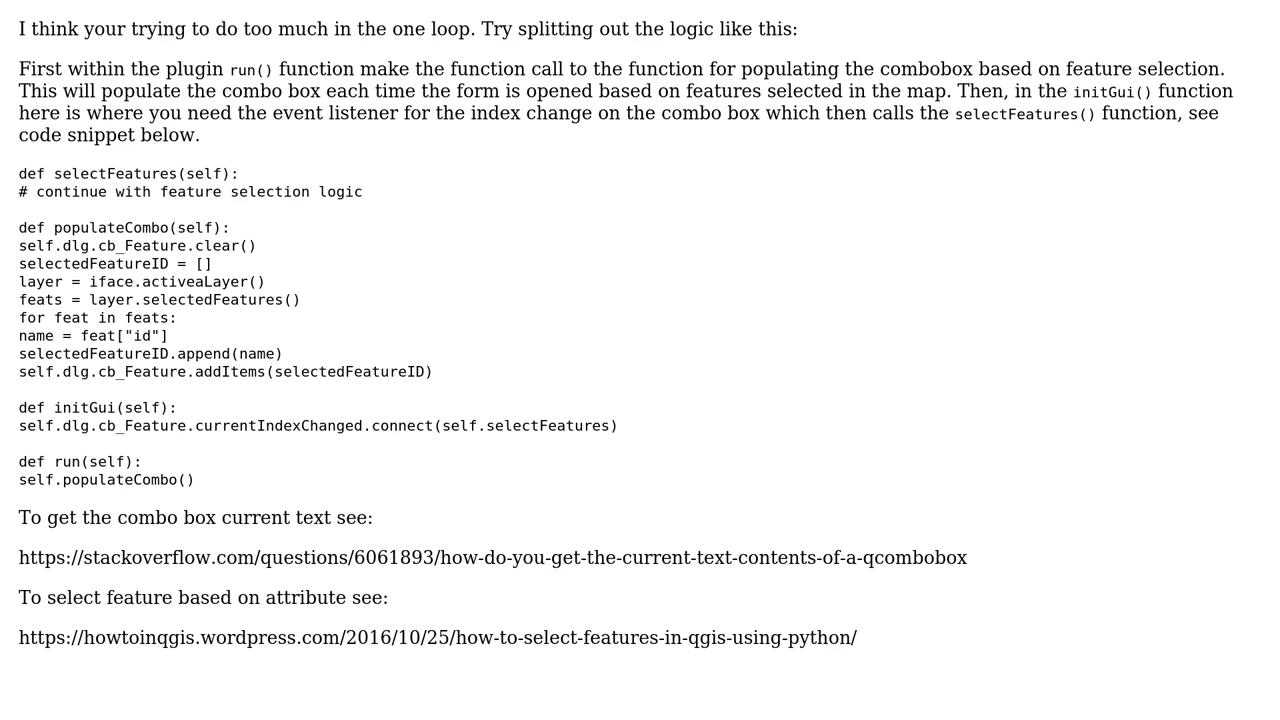 I think your trying to do too much in the one loop. Try splitting out the logic like this:
First within the plugin run() function make the function call to the function for populating the combobox based on feature selection.
This will populate the combo box each time the form is opened based on features selected in the map. Then, in the initGui() function
here is where you need the event listener for the index change on the combo box which then calls the selectFeatures() function, see
code snippet below.
def selectFeatures(self):
# continue with feature selection logic
def populateCombo(self):
self.dlg.cb_Feature.clear()
selectedFeatureID = []
layer = iface.activeaLayer()
feats = layer.selectedFeatures()
for feat in feats:
name = feat["id"]
selectedFeatureID.append(name)
self.dlg.cb_Feature.addItems(selectedFeatureID)
def initGui(self):
self.dlg.cb_Feature.currentIndexChanged.connect(self.selectFeatures)
def run(self):
self.populateCombo()
To get the combo box current text see:
https://stackoverflow.com/questions/6061893/how-do-you-get-the-current-text-contents-of-a-qcombobox
To select feature based on attribute see:
https://howtoinqgis.wordpress.com/2016/10/25/how-to-select-features-in-qgis-using-python/